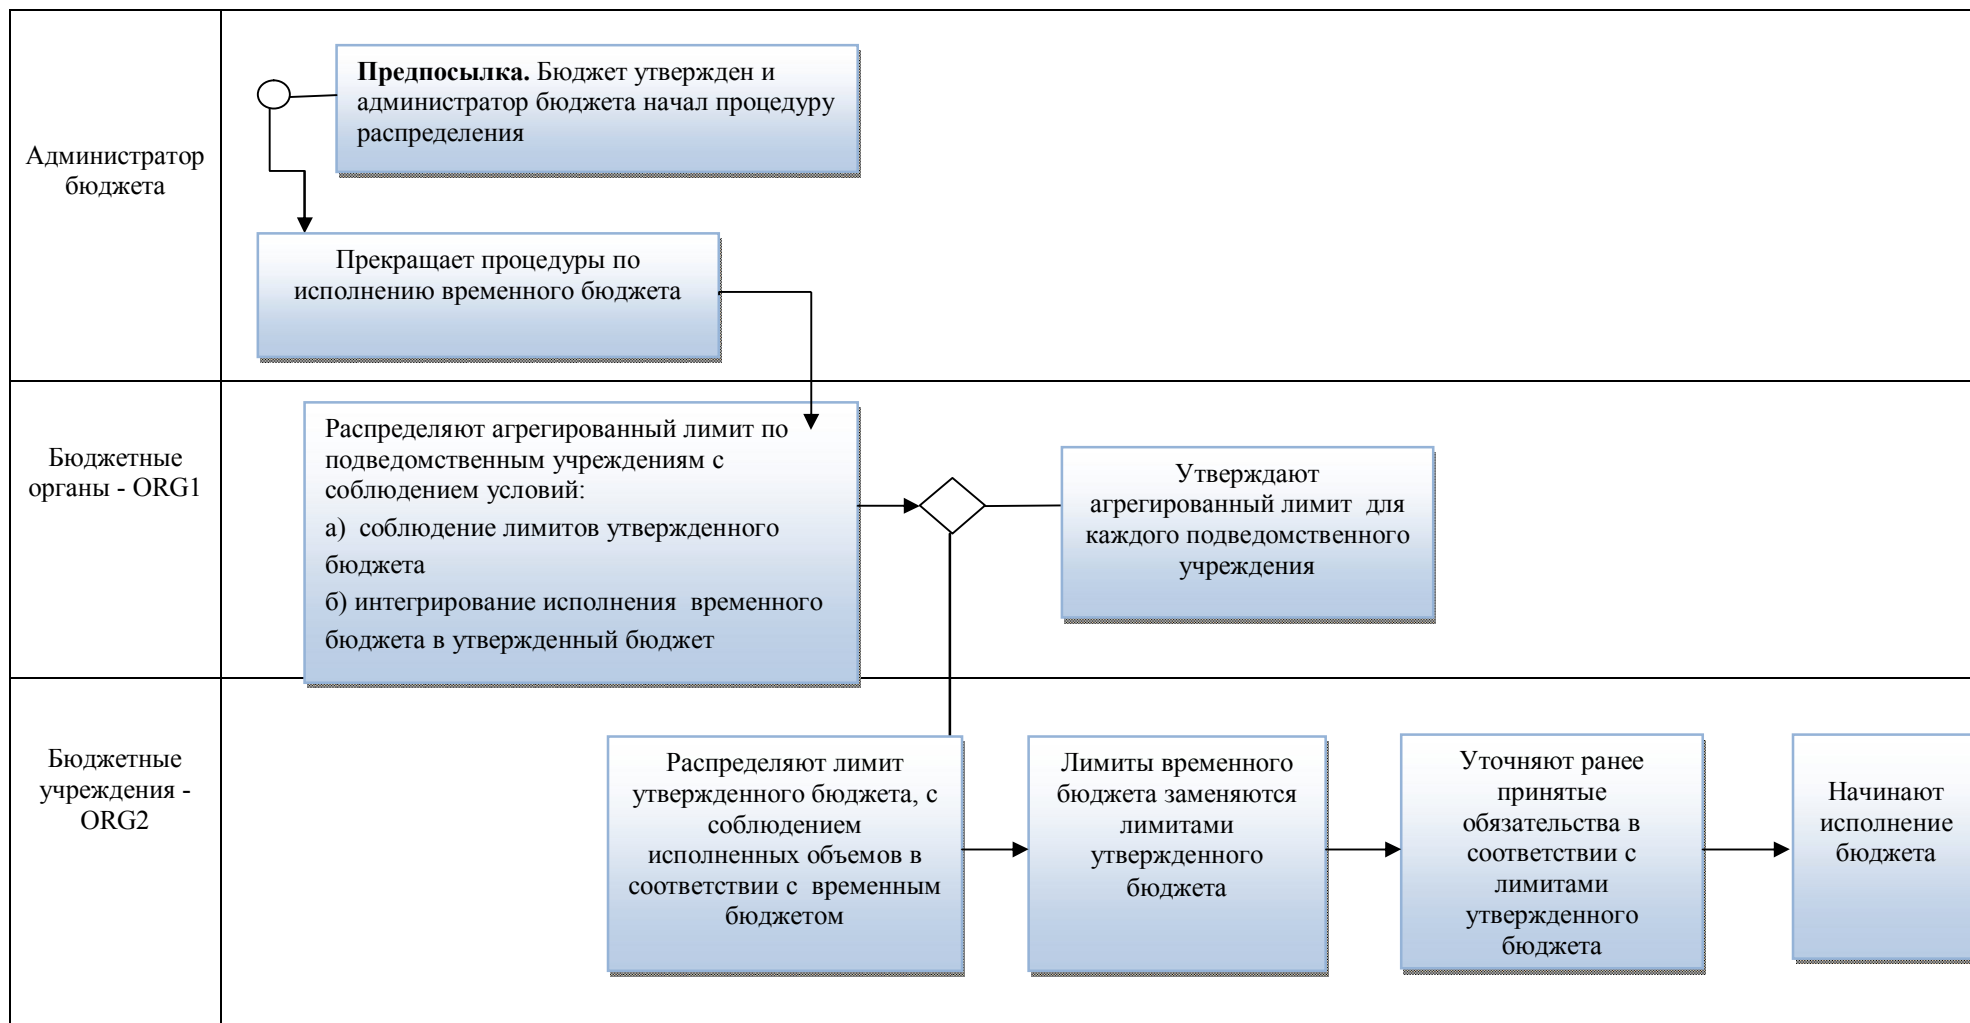 Администратор
бюджета
Предпосылка. Бюджет утвержден и
администратор бюджета начал процедуру
распределения
Прекращает процедуры по
исполнению временного бюджета
Бюджетные
органы - ORG1
Распределяют агрегированный лимит по
подведомственным учреждениям с
соблюдением условий:
а) соблюдение лимитов утвержденного
бюджета
б) интегрирование исполнения временного
бюджета в утвержденный бюджет
Утверждают
агрегированный лимит для
каждого подведомственного
учреждения
Бюджетные
учреждения -
ORG2
Распределяют лимит
утвержденного бюджета, с
соблюдением
исполненных объемов в
соответствии с временным
бюджетом
Лимиты временного
бюджета заменяются
лимитами
утвержденного
бюджета
Уточняют ранее
принятые
обязательства в
соответствии с
лимитами
утвержденного
бюджета
Начинают
исполнение
бюджета